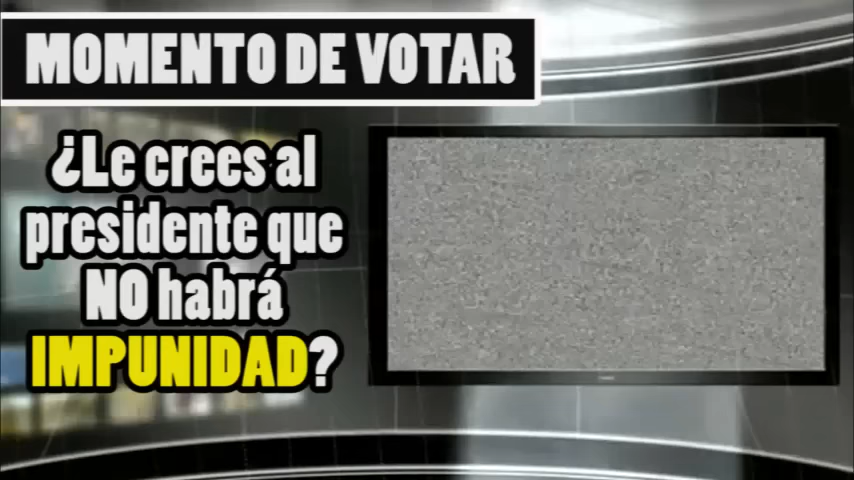 MOMENTO DE VOTAR
¿Le crees al
presidente que
NO habrá
IMPUNIDAD?